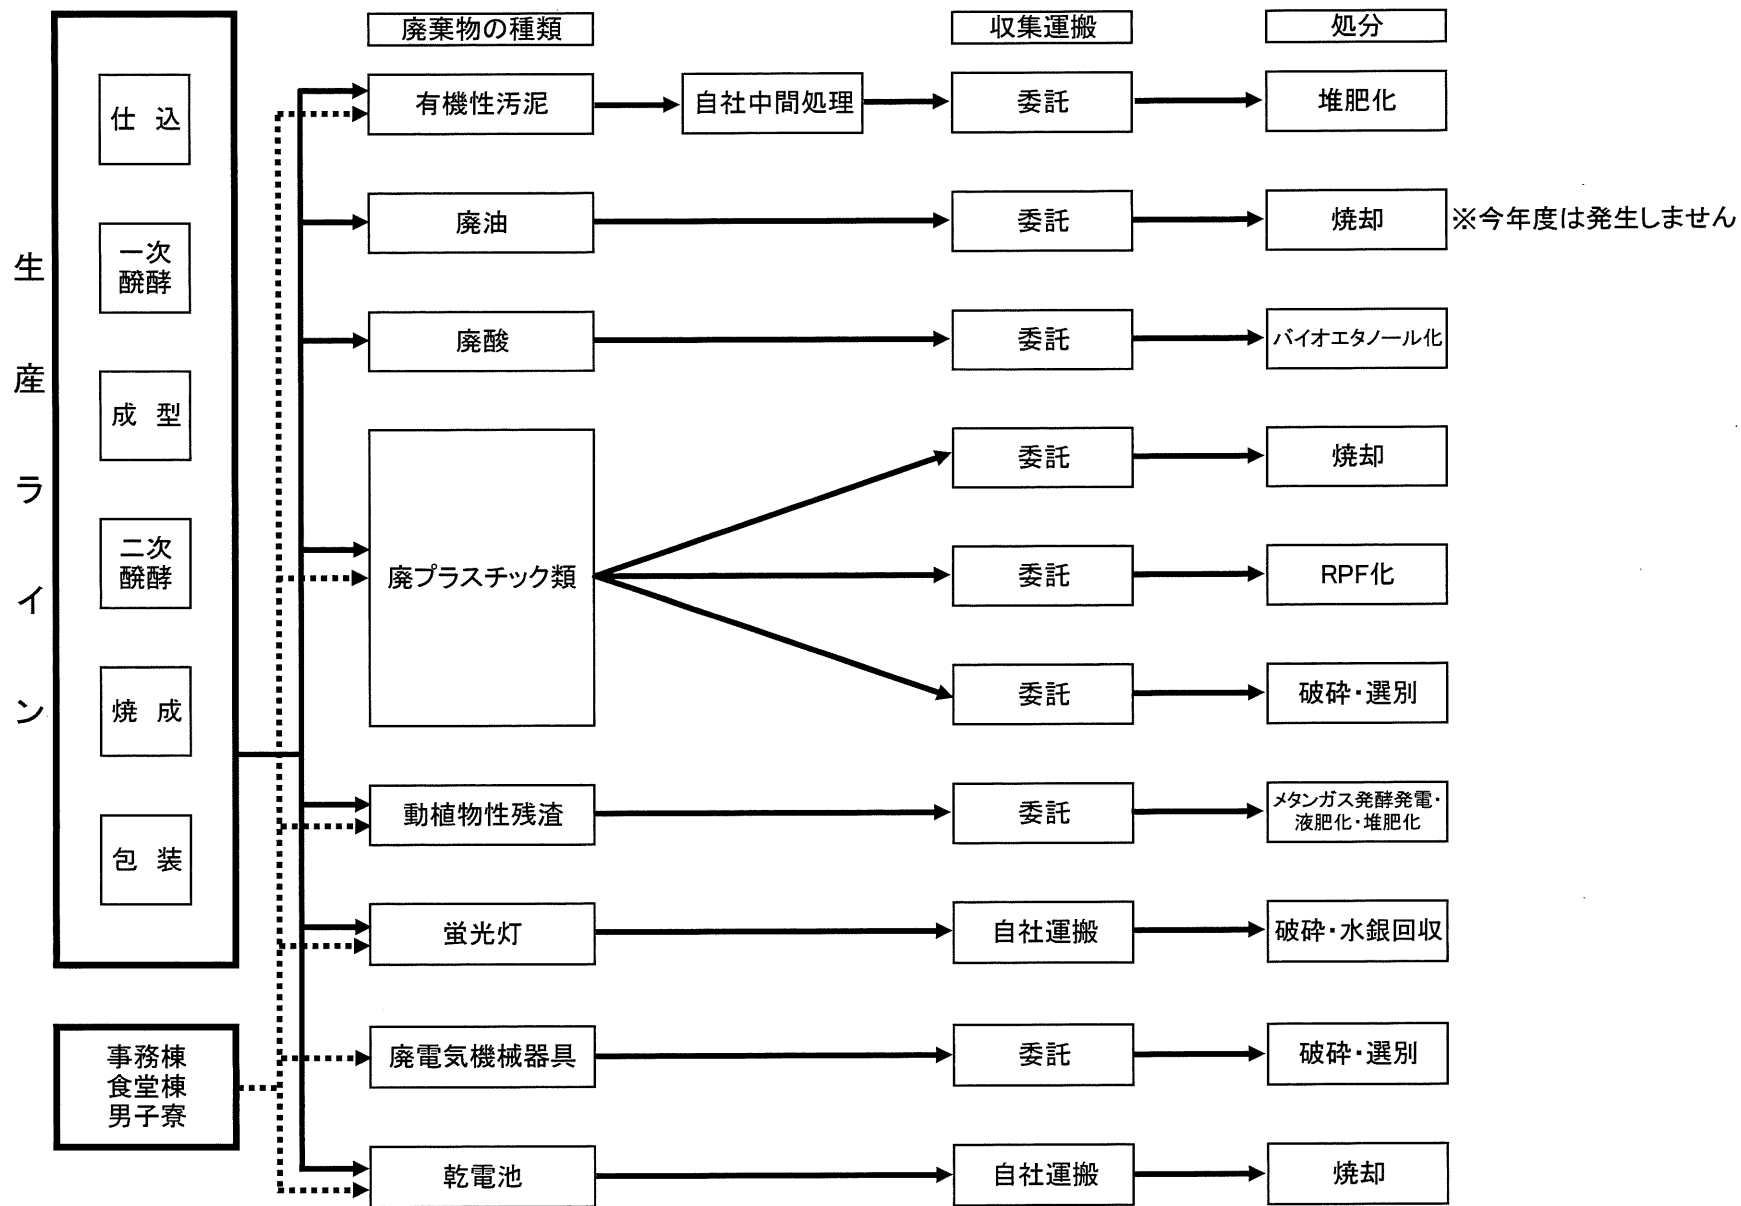 生産ライン
仕込
一次
醗酵
成型
二次
醗酵
焼成
包装
事務棟
食堂棟
男子寮
廃棄物の種類
収集運搬
処分
有機性汚泥
自社中間処理
委託
堆肥化
廃油
委託
焼却
※今年度は発生しません
廃酸
委託
バイオエタノール化
廃プラスチック類
委託
焼却
委託
RPF化
委託
破砕・選別
動植物性残渣
委託
メタンガス発酵発電・
液肥化・堆肥化
蛍光灯
自社運搬
破砕・水銀回収
廃電気機械器具
委託
破砕・選別
乾電池
自社運搬
焼却